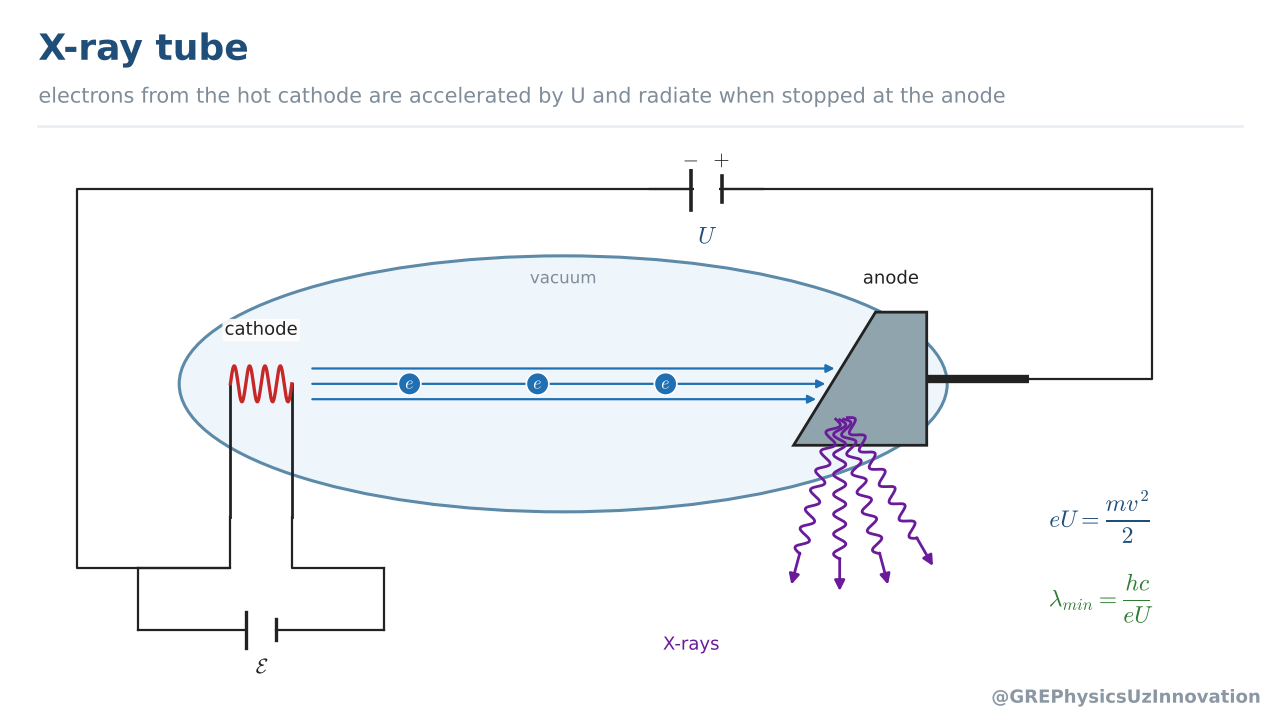 X-ray tube
electrons from the hot cathode are accelerated by U and radiate when stopped at the anode
− +
U
vacuum
anode
cathode
e e e
eU = mv²/2
λmin = hc/eU
X-rays
ℰ
@GREPhysicsUzInnovation